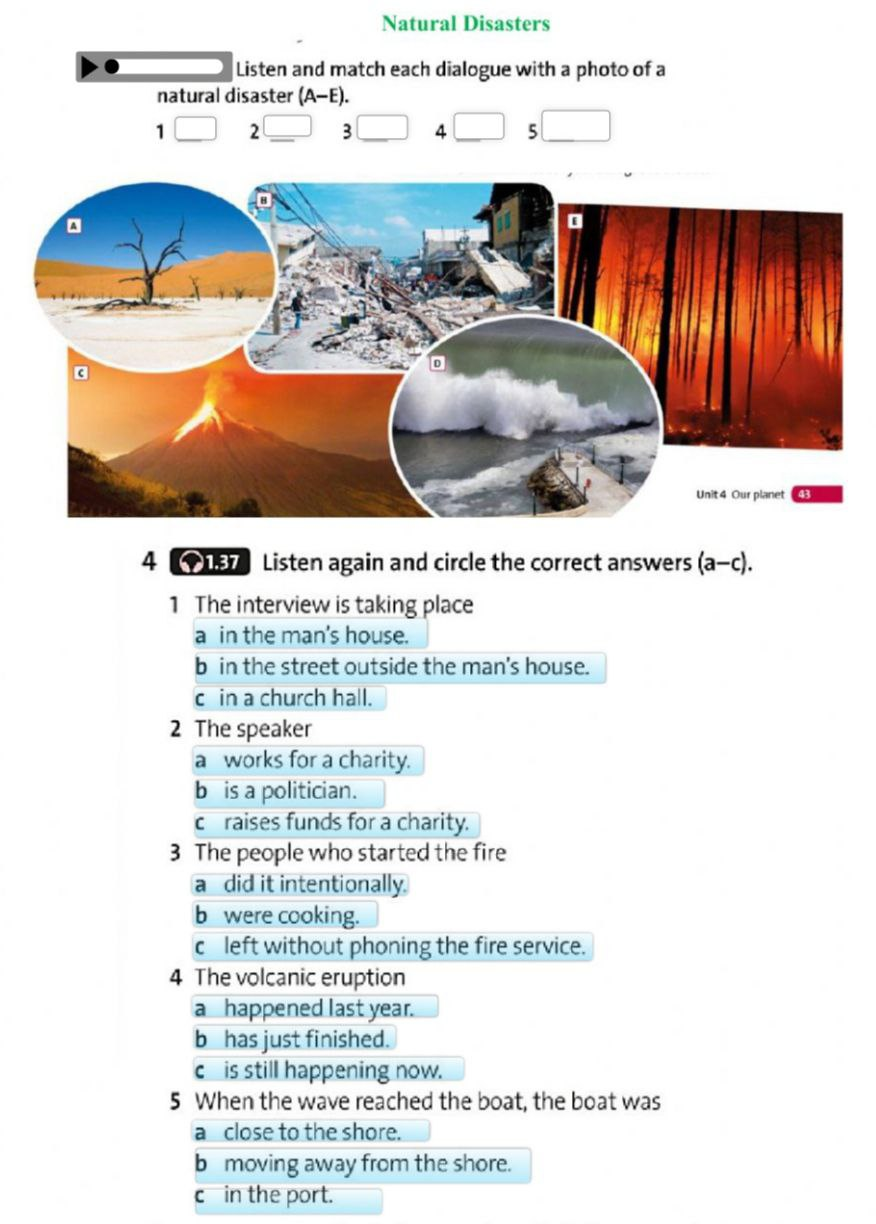 Natural Disasters
Listen and match each dialogue with a photo of a
natural disaster (A–E).
1 2 3 4 5
A
B
E
C
D
Unit 4 Our planet 43
4 1.37 Listen again and circle the correct answers (a–c).
1 The interview is taking place
a in the man's house.
b in the street outside the man's house.
c in a church hall.
2 The speaker
a works for a charity.
b is a politician.
c raises funds for a charity.
3 The people who started the fire
a did it intentionally.
b were cooking.
c left without phoning the fire service.
4 The volcanic eruption
a happened last year.
b has just finished.
c is still happening now.
5 When the wave reached the boat, the boat was
a close to the shore.
b moving away from the shore.
c in the port.